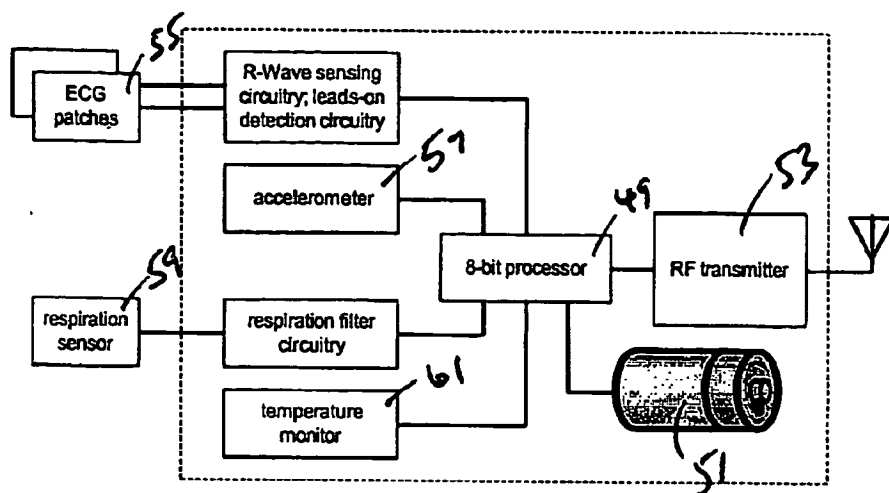 55
ECG
patches
R-Wave sensing
circuitry; leads-on
detection circuitry
57
accelerometer
53
49
8-bit processor
RF transmitter
59
respiration
sensor
respiration filter
circuitry
61
temperature
monitor
51